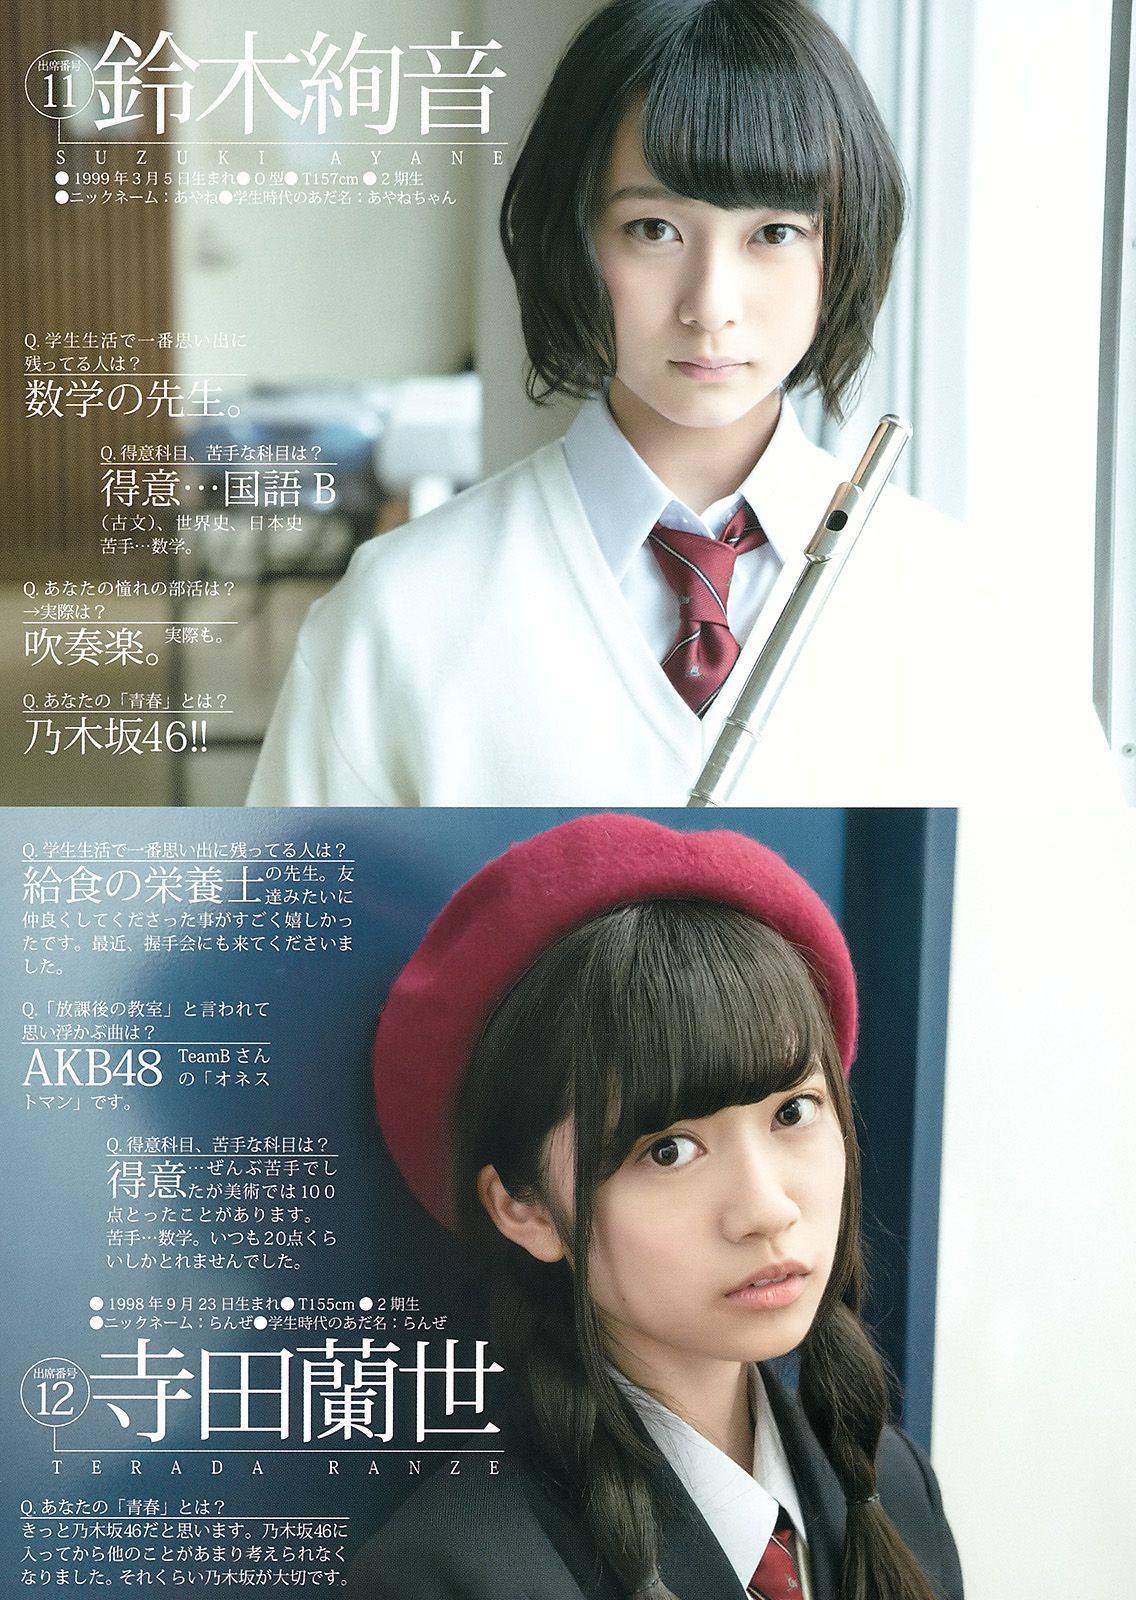 出席番号
11
鈴木絢音
SUZUKI AYANE
●1999年3月5日生まれ●O型●T157cm●2期生
●ニックネーム：あやね●学生時代のあだ名：あやねちゃん
Q. 学生生活で一番思い出に
残ってる人は？
数学の先生。
Q. 得意科目、苦手な科目は？
得意…国語B
（古文）、世界史、日本史
苦手…数学。
Q. あなたの憧れの部活は？
→実際は？
吹奏楽。実際も。
Q. あなたの「青春」とは？
乃木坂46!!
Q. 学生生活で一番思い出に残ってる人は？
給食の栄養士の先生。友
達みたいに
仲良くしてくださった事がすごく嬉しかっ
たです。最近、握手会にも来てくださいま
した。
Q.「放課後の教室」と言われて
思い浮かぶ曲は？
AKB48 TeamBさん
の「オネス
トマン」です。
Q. 得意科目、苦手な科目は？
得意…ぜんぶ苦手でし
たが美術では100
点とったことがあります。
苦手…数学。いつも20点くら
いしかとれませんでした。
●1998年9月23日生まれ●T155cm●2期生
●ニックネーム：らんぜ●学生時代のあだ名：らんぜ
出席番号
12
寺田蘭世
TERADA RANZE
Q. あなたの「青春」とは？
きっと乃木坂46だと思います。乃木坂46に
入ってから他のことがあまり考えられなく
なりました。それくらい乃木坂が大切です。